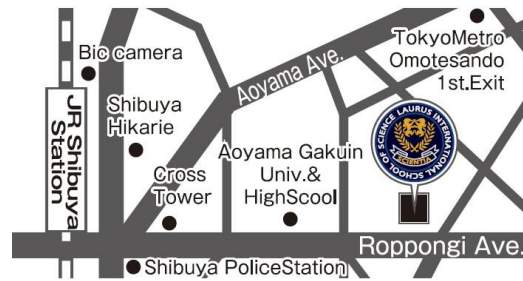 Bic camera
JR Shibuya
Station
Shibuya
Hikarie
Cross
Tower
Aoyama Ave.
Aoyama Gakuin
Univ.&
HighScool
TokyoMetro
Omotesando
1st.Exit
LAURUS INTERNATIONAL SCHOOL OF SCIENCE
SCIENTIA
Roppongi Ave.
Shibuya PoliceStation